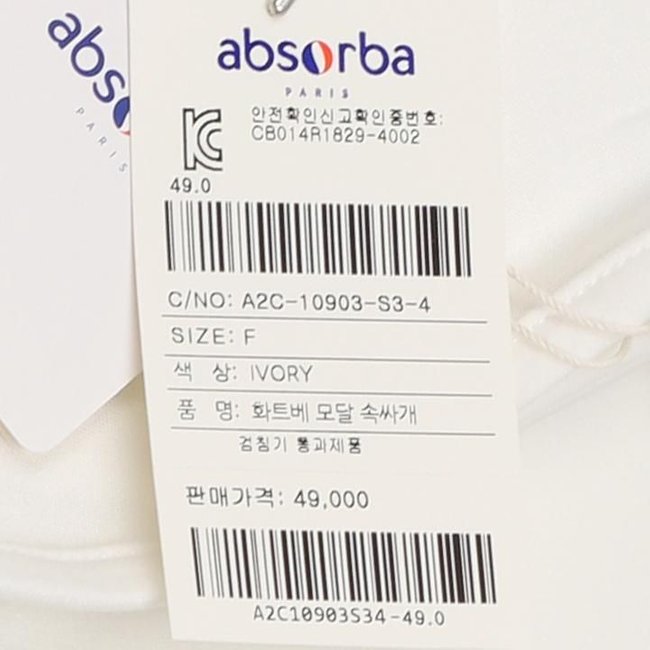 absorba
PARIS
absorba
PARIS
안전확인신고확인증번호:
CB014R1829-4002
49.0
C/NO: A2C-10903-S3-4
SIZE: F
색 상: IVORY
품 명: 화트베 모달 속싸개
검침기 통과제품
판매가격: 49,000
A2C10903S34-49.0